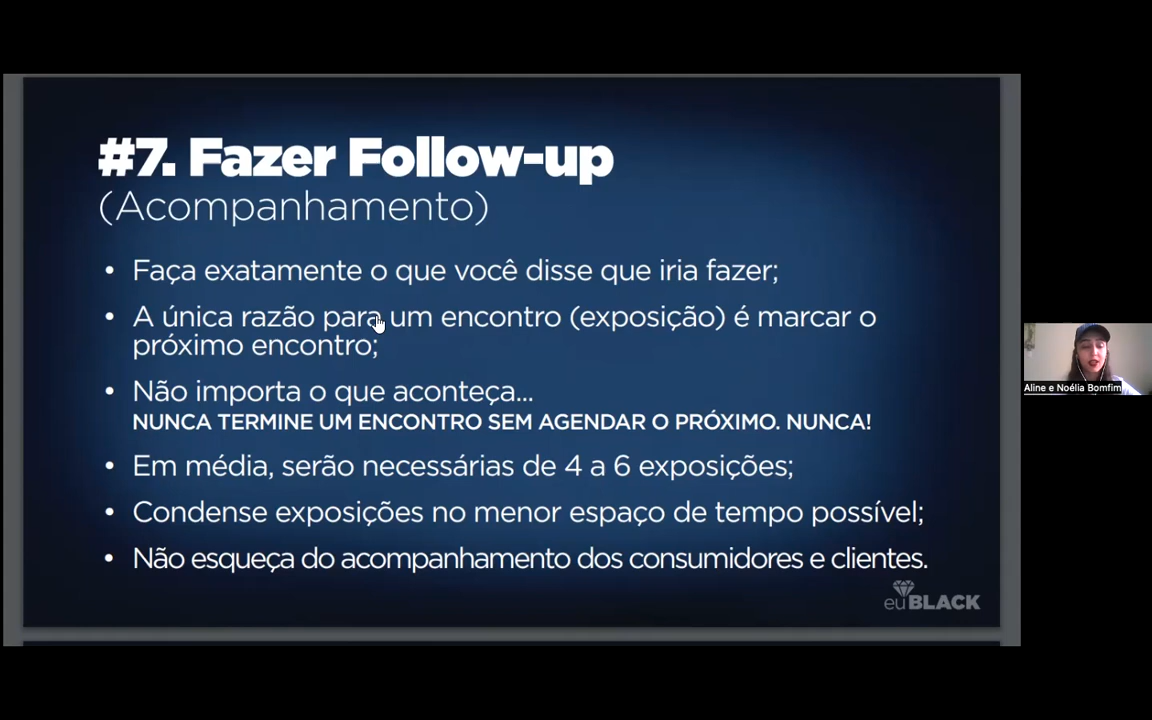 #7. Fazer Follow-up
(Acompanhamento)
• Faça exatamente o que você disse que iria fazer;
• A única razão para um encontro (exposição) é marcar o
próximo encontro;
• Não importa o que aconteça...
NUNCA TERMINE UM ENCONTRO SEM AGENDAR O PRÓXIMO. NUNCA!
• Em média, serão necessárias de 4 a 6 exposições;
• Condense exposições no menor espaço de tempo possível;
• Não esqueça do acompanhamento dos consumidores e clientes.
euBLACK
Aline e Noélia Bomfim